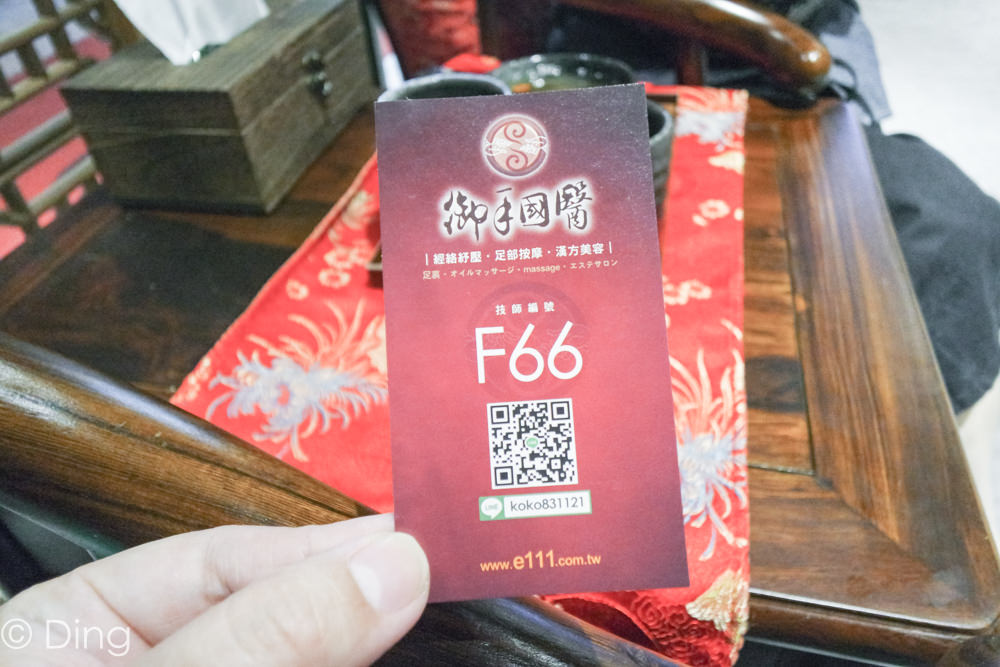 御手國醫
|經絡紓壓・足部按摩・漢方美容|
足裏・オイルマッサージ・massage・エステサロン
技師編號
F66
LINE koko831121
www.e111.com.tw
© Ding